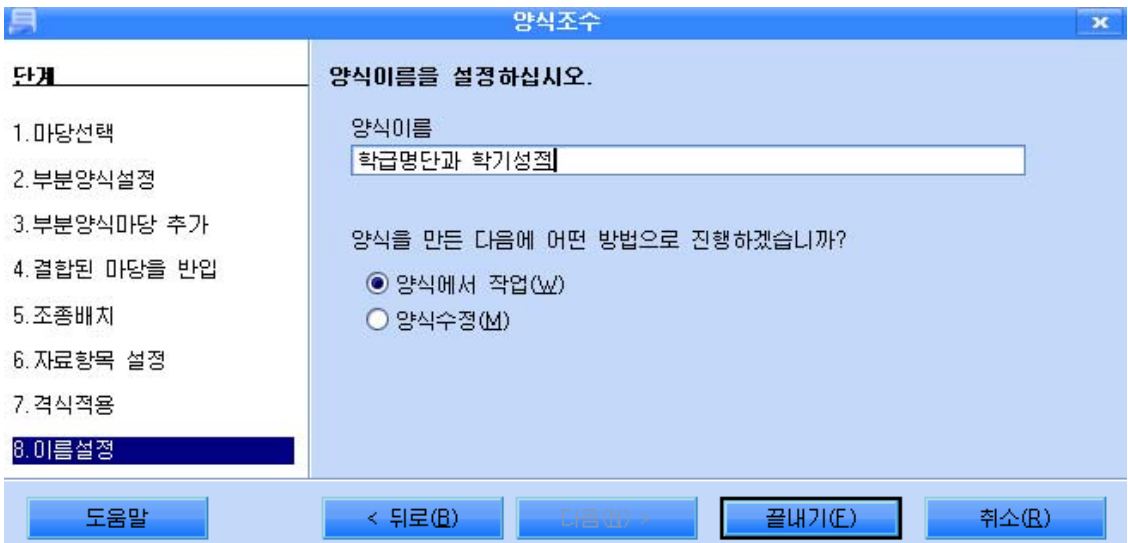 양식조수
단계
1.마당선택
2.부분양식설정
3.부분양식마당 추가
4.결합된 마당을 반입
5.조종배치
6.자료항목 설정
7.격식적용
8.이름설정
양식이름을 설정하십시오.
양식이름
학급명단과 학기성적
양식을 만든 다음에 어떤 방법으로 진행하겠습니까?
양식에서 작업(W)
양식수정(M)
도움말
< 뒤로(B)
다음(N) >
끝내기(F)
취소(R)